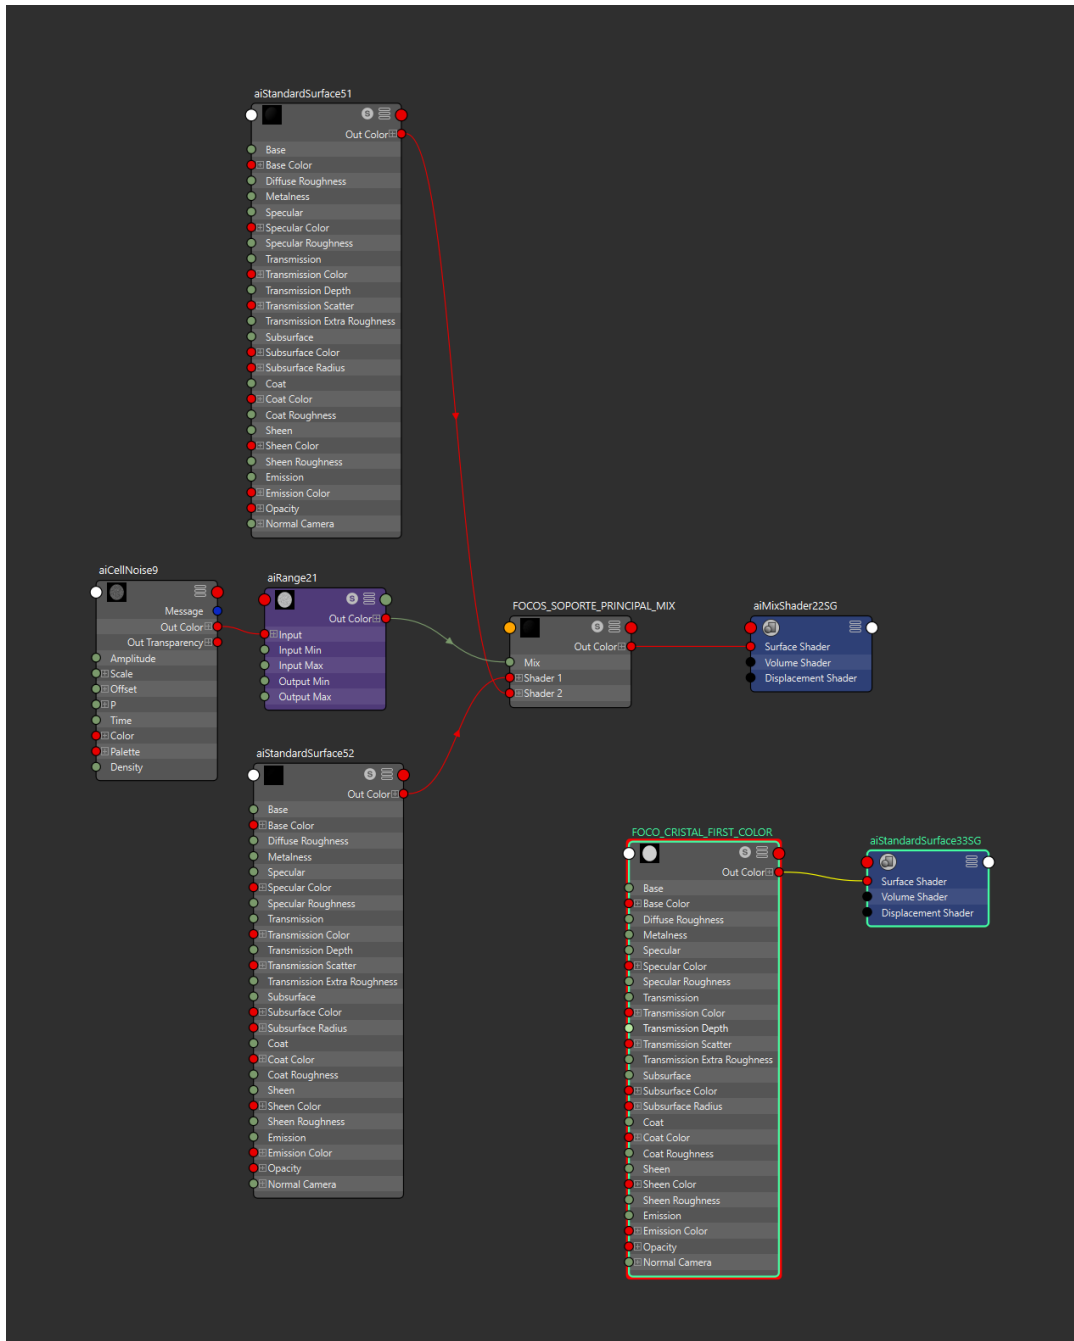 aiStandardSurface51
Out Color
Base
Base Color
Diffuse Roughness
Metalness
Specular
Specular Color
Specular Roughness
Transmission
Transmission Color
Transmission Depth
Transmission Scatter
Transmission Extra Roughness
Subsurface
Subsurface Color
Subsurface Radius
Coat
Coat Color
Coat Roughness
Sheen
Sheen Color
Sheen Roughness
Emission
Emission Color
Opacity
Normal Camera
aiCellNoise9
Message
Out Color
Out Transparency
Amplitude
Scale
Offset
P
Time
Color
Palette
Density
aiRange21
Out Color
Input
Input Min
Input Max
Output Min
Output Max
FOCOS_SOPORTE_PRINCIPAL_MIX
Out Color
Mix
Shader 1
Shader 2
aiMixShader22SG
Surface Shader
Volume Shader
Displacement Shader
aiStandardSurface52
Out Color
Base
Base Color
Diffuse Roughness
Metalness
Specular
Specular Color
Specular Roughness
Transmission
Transmission Color
Transmission Depth
Transmission Scatter
Transmission Extra Roughness
Subsurface
Subsurface Color
Subsurface Radius
Coat
Coat Color
Coat Roughness
Sheen
Sheen Color
Sheen Roughness
Emission
Emission Color
Opacity
Normal Camera
FOCO_CRISTAL_FIRST_COLOR
Out Color
Base
Base Color
Diffuse Roughness
Metalness
Specular
Specular Color
Specular Roughness
Transmission
Transmission Color
Transmission Depth
Transmission Scatter
Transmission Extra Roughness
Subsurface
Subsurface Color
Subsurface Radius
Coat
Coat Color
Coat Roughness
Sheen
Sheen Color
Sheen Roughness
Emission
Emission Color
Opacity
Normal Camera
aiStandardSurface33SG
Surface Shader
Volume Shader
Displacement Shader